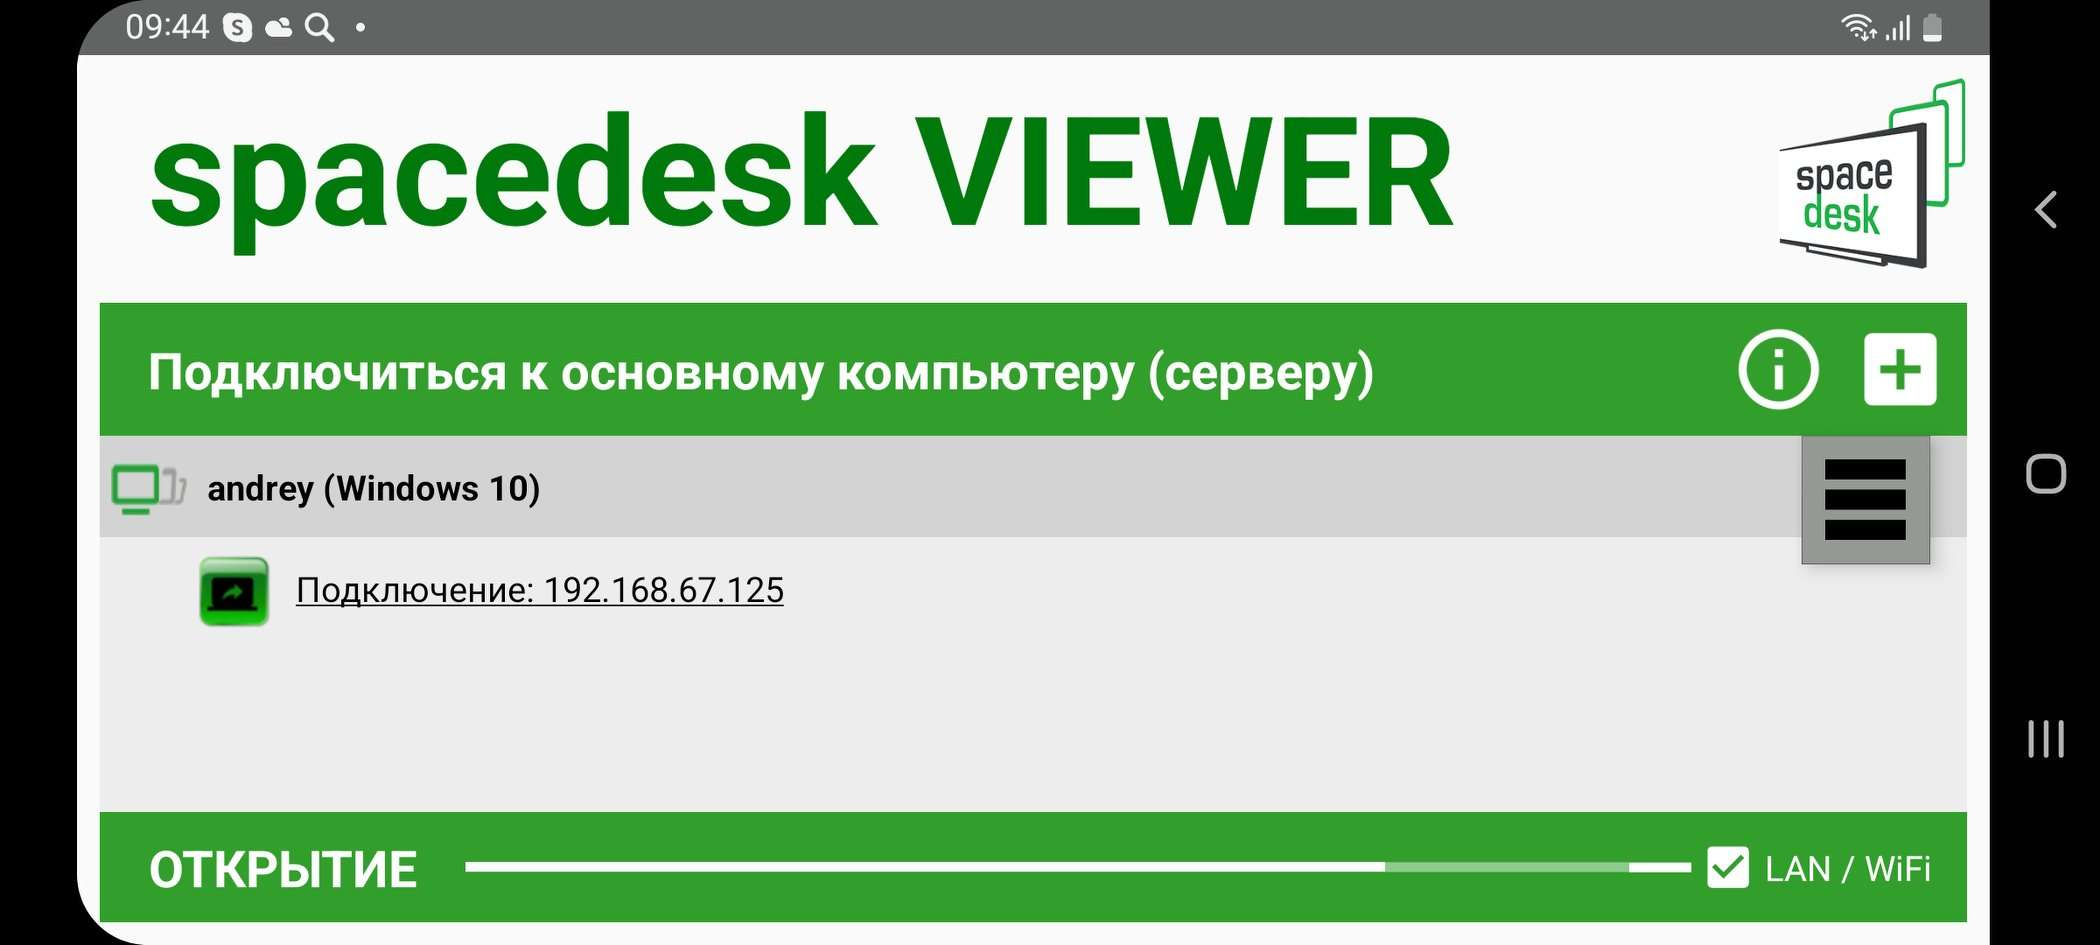 09:44
spacedesk VIEWER
space
desk
Подключиться к основному компьютеру (серверу)
andrey (Windows 10)
Подключение: 192.168.67.125
ОТКРЫТИЕ
LAN / WiFi